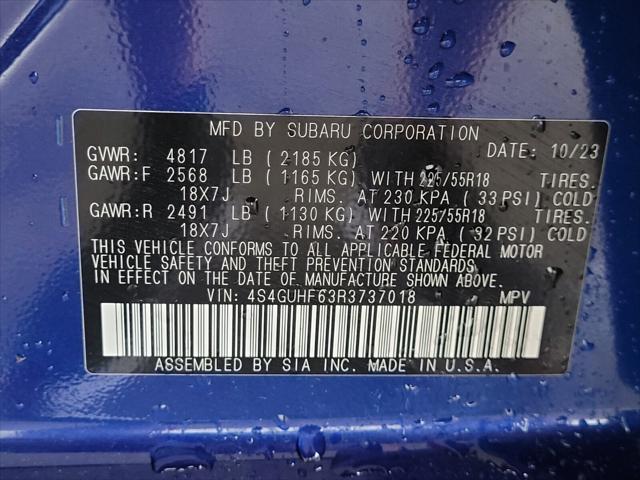 MFD BY SUBARU CORPORATION
GVWR: 4817 LB ( 2185 KG) DATE: 10/23
GAWR: F 2568 LB ( 1165 KG) WITH 225/55R18 TIRES.
18X7J RIMS. AT 230 KPA ( 33 PSI) COLD
GAWR: R 2491 LB ( 1130 KG) WITH 225/55R18 TIRES.
18X7J RIMS. AT 220 KPA ( 32 PSI) COLD
THIS VEHICLE CONFORMS TO ALL APPLICABLE FEDERAL MOTOR
VEHICLE SAFETY AND THEFT PREVENTION STANDARDS
IN EFFECT ON THE DATE OF MANUFACTURE SHOWN ABOVE.
VIN: 4S4GUHF63R3737018 MPV
ASSEMBLED BY SIA INC. MADE IN U.S.A.